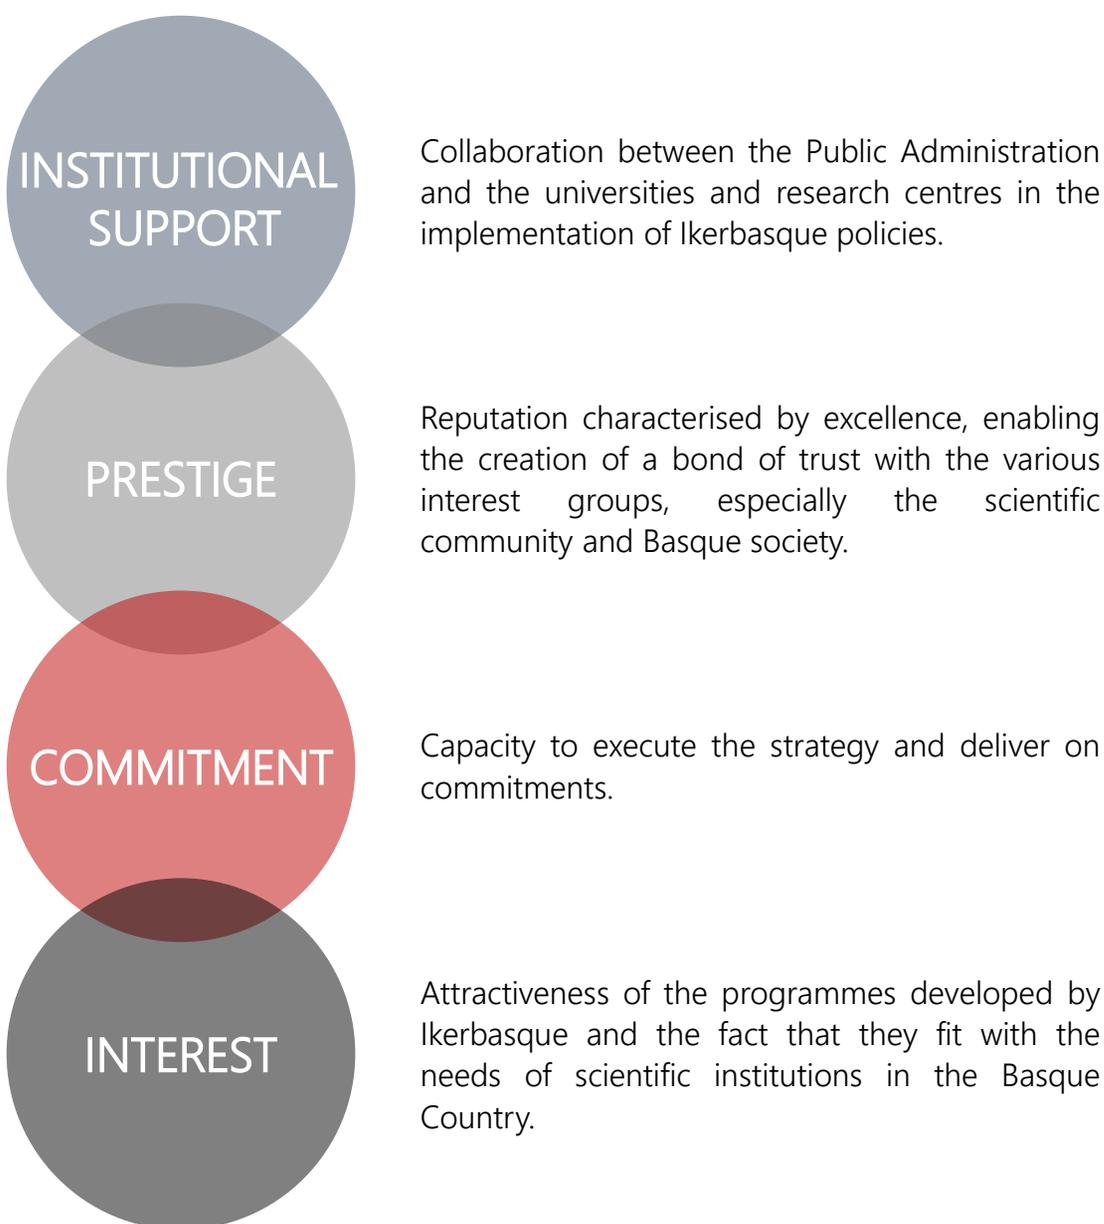 INSTITUTIONAL
SUPPORT
Collaboration between the Public Administration
and the universities and research centres in the
implementation of Ikerbasque policies.
PRESTIGE
Reputation characterised by excellence, enabling
the creation of a bond of trust with the various
interest groups, especially the scientific
community and Basque society.
COMMITMENT
Capacity to execute the strategy and deliver on
commitments.
INTEREST
Attractiveness of the programmes developed by
Ikerbasque and the fact that they fit with the
needs of scientific institutions in the Basque
Country.